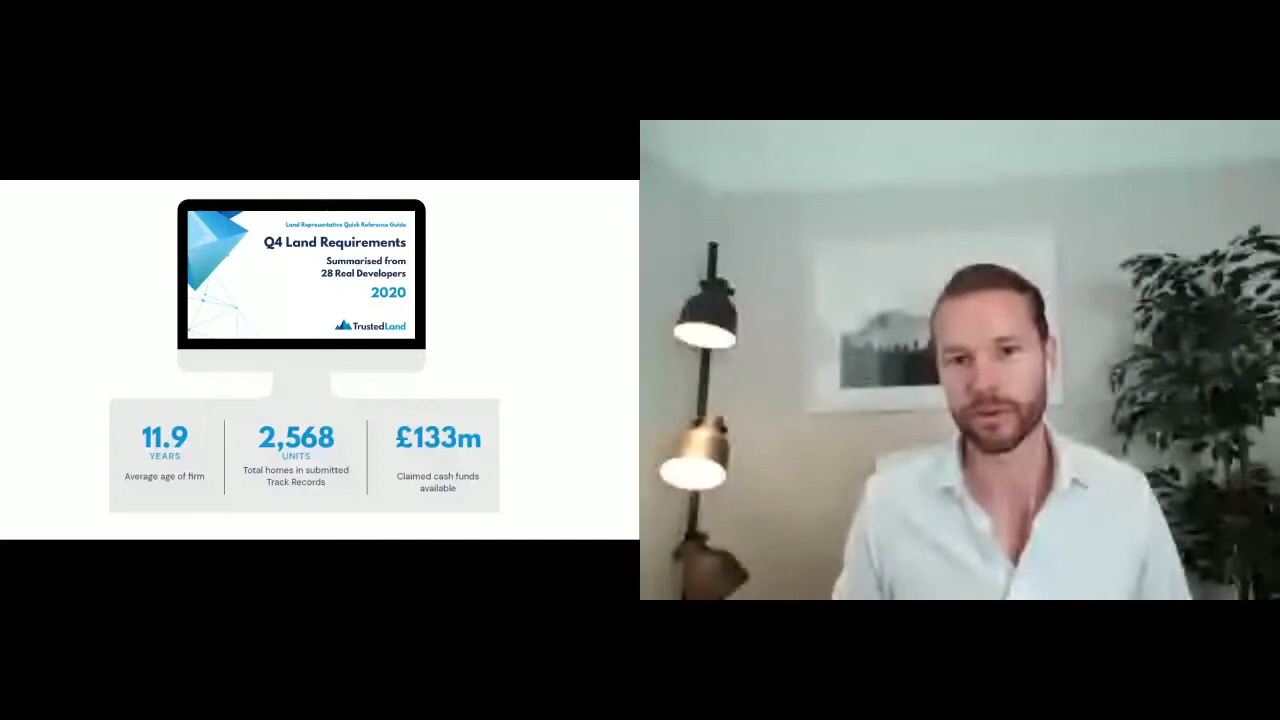 Land Representative Quick Reference Guide
Q4 Land Requirements
Summarised from
28 Real Developers
2020
TrustedLand
11.9
YEARS
Average age of firm
2,568
UNITS
Total homes in submitted
Track Records
£133m
Claimed cash funds
available